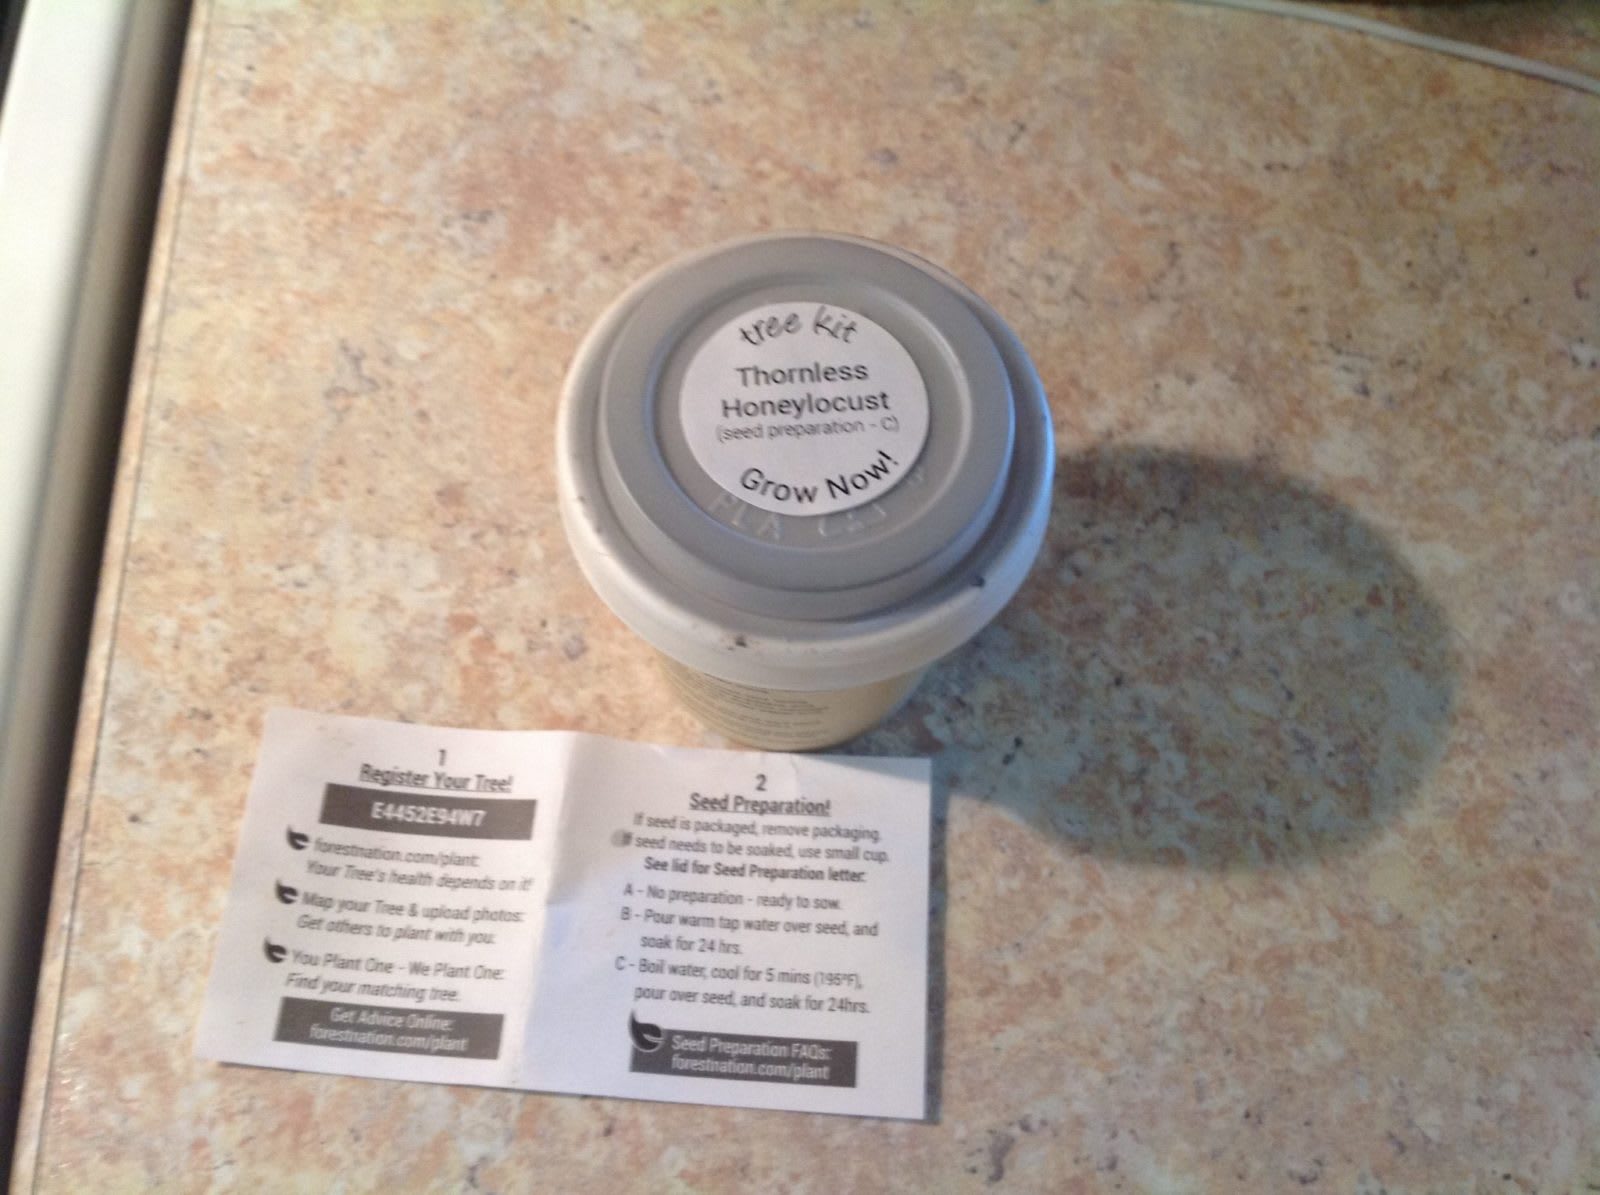 tree kit
Thornless
Honeylocust
(seed preparation - C)
Grow Now!
PLA
1
Register Your Tree!
E4452E94W7
forestnation.com/plant:
Your Tree's health depends on it!
Map your Tree & upload photos:
Get others to plant with you.
You Plant One - We Plant One:
Find your matching tree.
Get Advice Online:
forestnation.com/plant
2
Seed Preparation!
If seed is packaged, remove packaging.
If seed needs to be soaked, use small cup.
See lid for Seed Preparation letter:
A - No preparation - ready to sow.
B - Pour warm tap water over seed, and
soak for 24 hrs.
C - Boil water, cool for 5 mins (195°F),
pour over seed, and soak for 24hrs.
Seed Preparation FAQs:
forestnation.com/plant